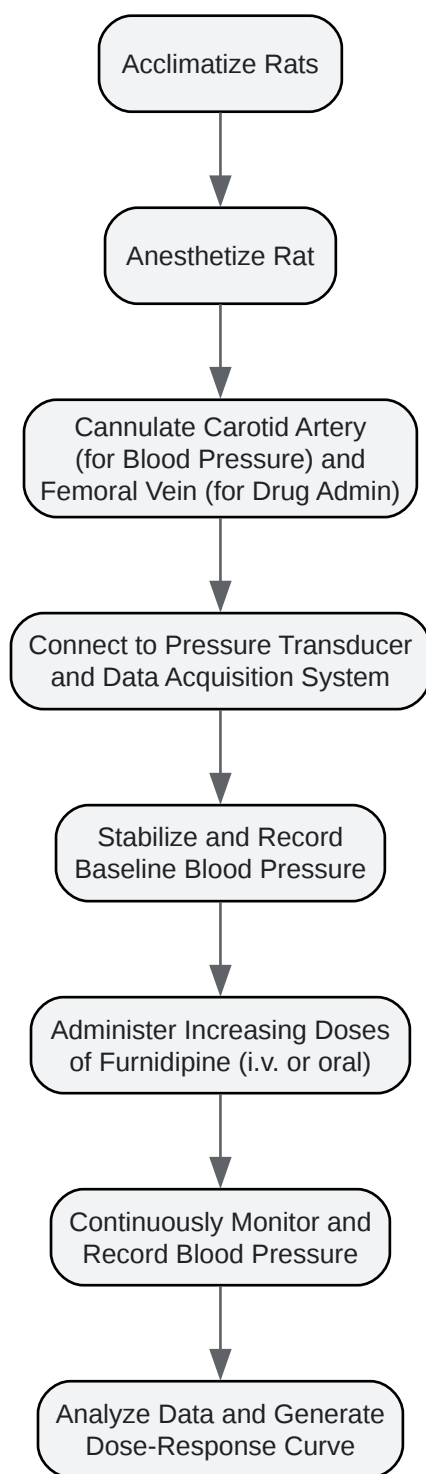 Acclimatize Rats
Anesthetize Rat
Cannulate Carotid Artery
(for Blood Pressure) and
Femoral Vein (for Drug Admin)
Connect to Pressure Transducer
and Data Acquisition System
Stabilize and Record
Baseline Blood Pressure
Administer Increasing Doses
of Furnidipine (i.v. or oral)
Continuously Monitor and
Record Blood Pressure
Analyze Data and Generate
Dose-Response Curve